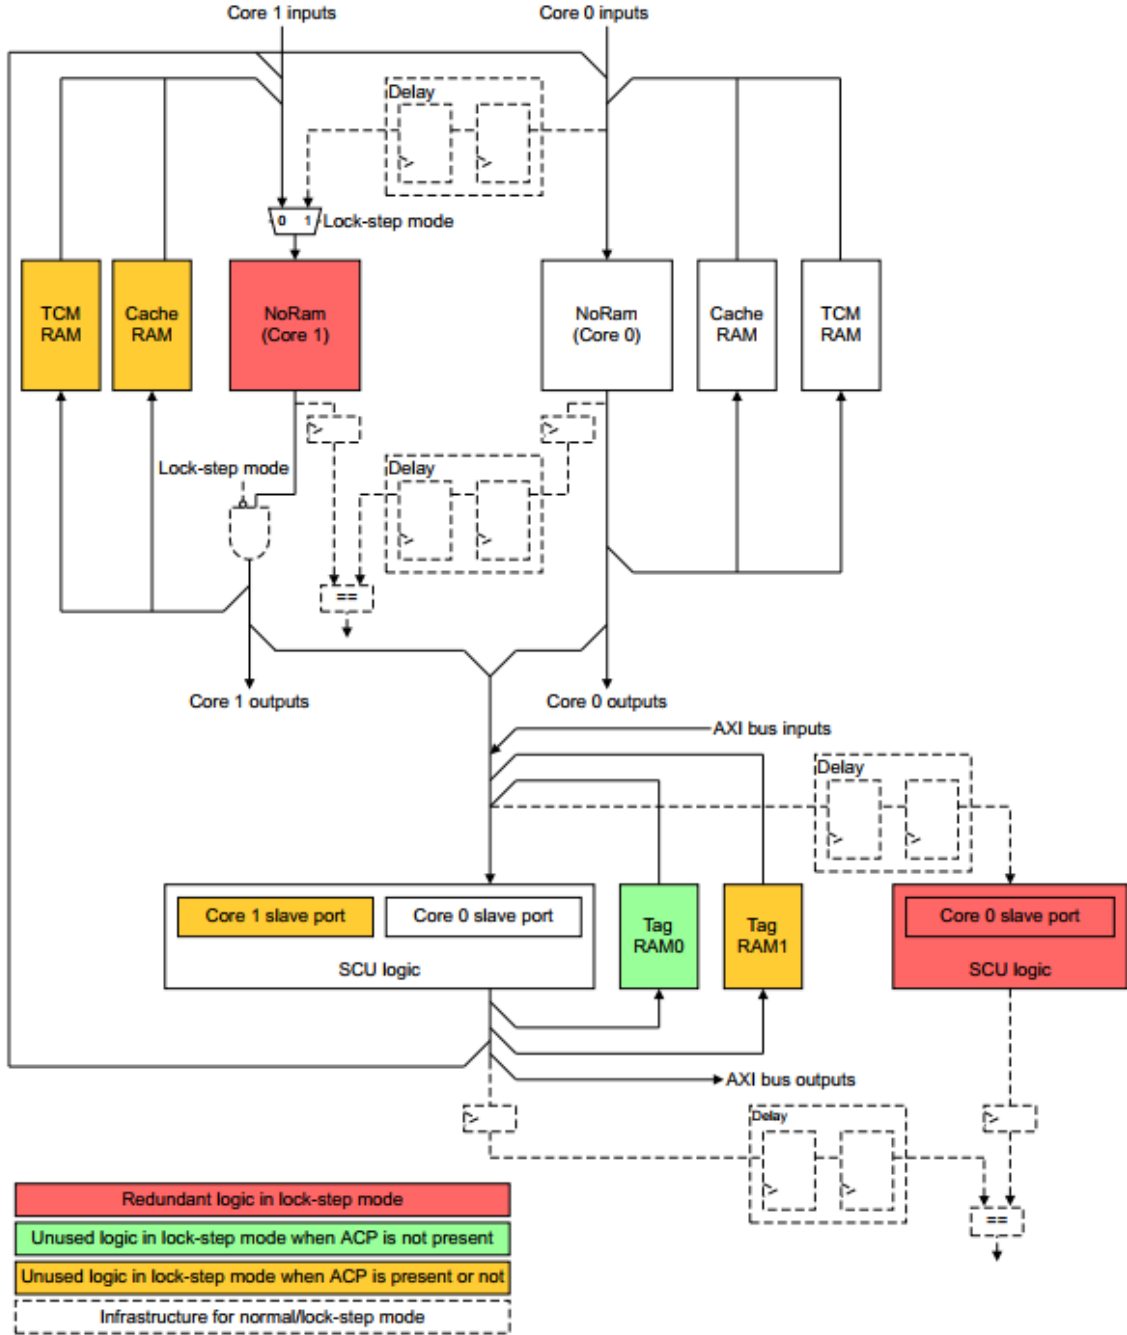 Core 1 inputs
Core 0 inputs
Delay
0 1
Lock-step mode
TCM
RAM
Cache
RAM
NoRam
(Core 1)
NoRam
(Core 0)
Cache
RAM
TCM
RAM
Lock-step mode
Delay
==
Core 1 outputs
Core 0 outputs
AXI bus inputs
Delay
Core 1 slave port
Core 0 slave port
SCU logic
Tag
RAM0
Tag
RAM1
Core 0 slave port
SCU logic
AXI bus outputs
Delay
==
Redundant logic in lock-step mode
Unused logic in lock-step mode when ACP is not present
Unused logic in lock-step mode when ACP is present or not
Infrastructure for normal/lock-step mode